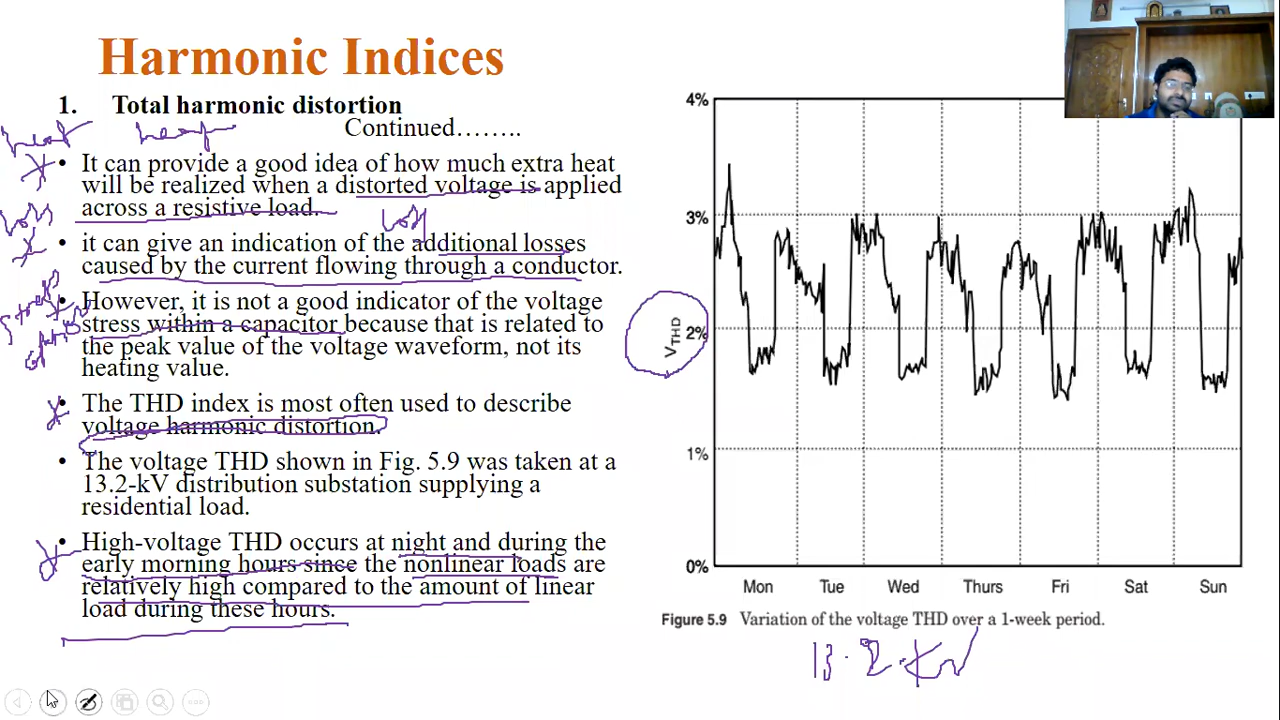 Harmonic Indices
1. Total harmonic distortion
heat heat
Continued……..
• It can provide a good idea of how much extra heat
will be realized when a distorted voltage is applied
across a resistive load.
loss
loss
• it can give an indication of the additional losses
caused by the current flowing through a conductor.
• However, it is not a good indicator of the voltage
stress within a capacitor because that is related to
the peak value of the voltage waveform, not its
heating value.
• The THD index is most often used to describe
voltage harmonic distortion.
• The voltage THD shown in Fig. 5.9 was taken at a
13.2-kV distribution substation supplying a
residential load.
• High-voltage THD occurs at night and during the
early morning hours since the nonlinear loads are
relatively high compared to the amount of linear
load during these hours.
4%
3%
2%
1%
0%
VTHD
Mon Tue Wed Thurs Fri Sat Sun
Figure 5.9 Variation of the voltage THD over a 1-week period.
13.2 kV